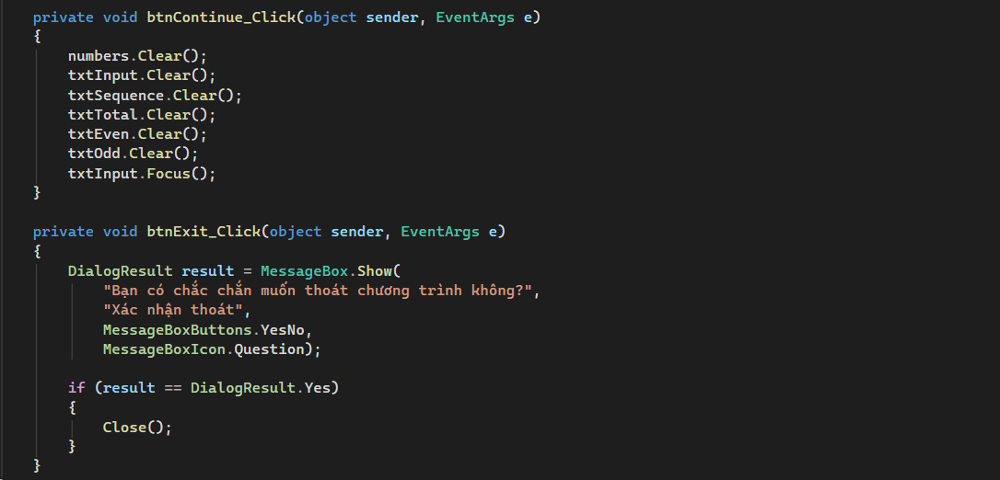 private void btnContinue_Click(object sender, EventArgs e)
{
numbers.Clear();
txtInput.Clear();
txtSequence.Clear();
txtTotal.Clear();
txtEven.Clear();
txtOdd.Clear();
txtInput.Focus();
}
private void btnExit_Click(object sender, EventArgs e)
{
DialogResult result = MessageBox.Show(
"Bạn có chắc chắn muốn thoát chương trình không?",
"Xác nhận thoát",
MessageBoxButtons.YesNo,
MessageBoxIcon.Question);
if (result == DialogResult.Yes)
{
Close();
}
}